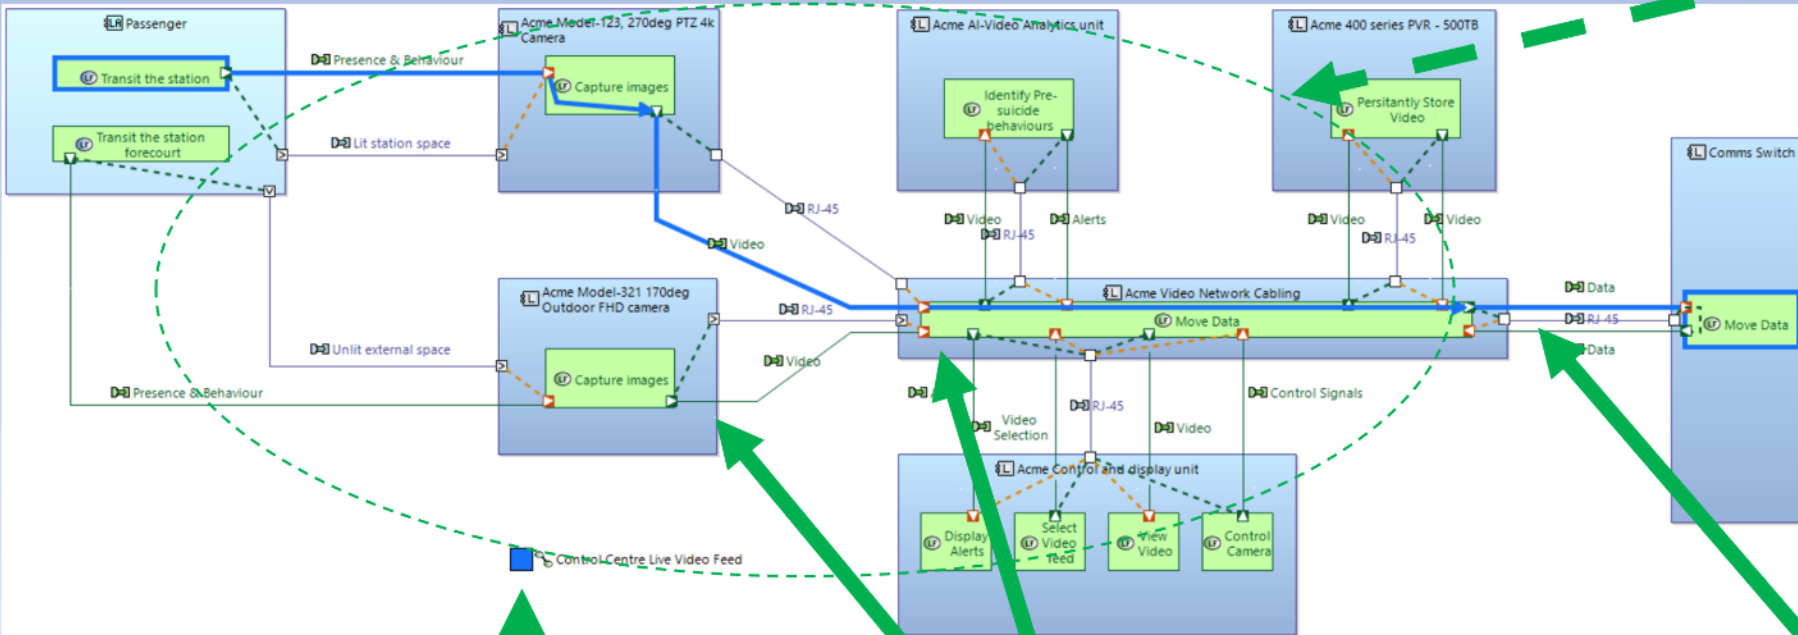 Passenger
Transit the station
Transit the station
forecourt
Presence & Behaviour
Lit station space
Unlit external space
Presence & Behaviour
Acme Model-123, 270deg PTZ 4k
Camera
Capture images
RJ-45
Video
Acme Model-321 170deg
Outdoor FHD camera
Capture images
RJ-45
Video
Acme AI-Video Analytics unit
Identify Pre-
suicide
behaviours
Video
Alerts
RJ-45
Acme 400 series PVR - 500TB
Persitantly Store
Video
Video
Video
RJ-45
Acme Video Network Cabling
Move Data
Data
RJ-45
Data
Comms Switch
Move Data
Video
Selection
RJ-45
Video
Control Signals
Acme Control and display unit
Display
Alerts
Select
Video
feed
View
Video
Control
Camera
Control Centre Live Video Feed